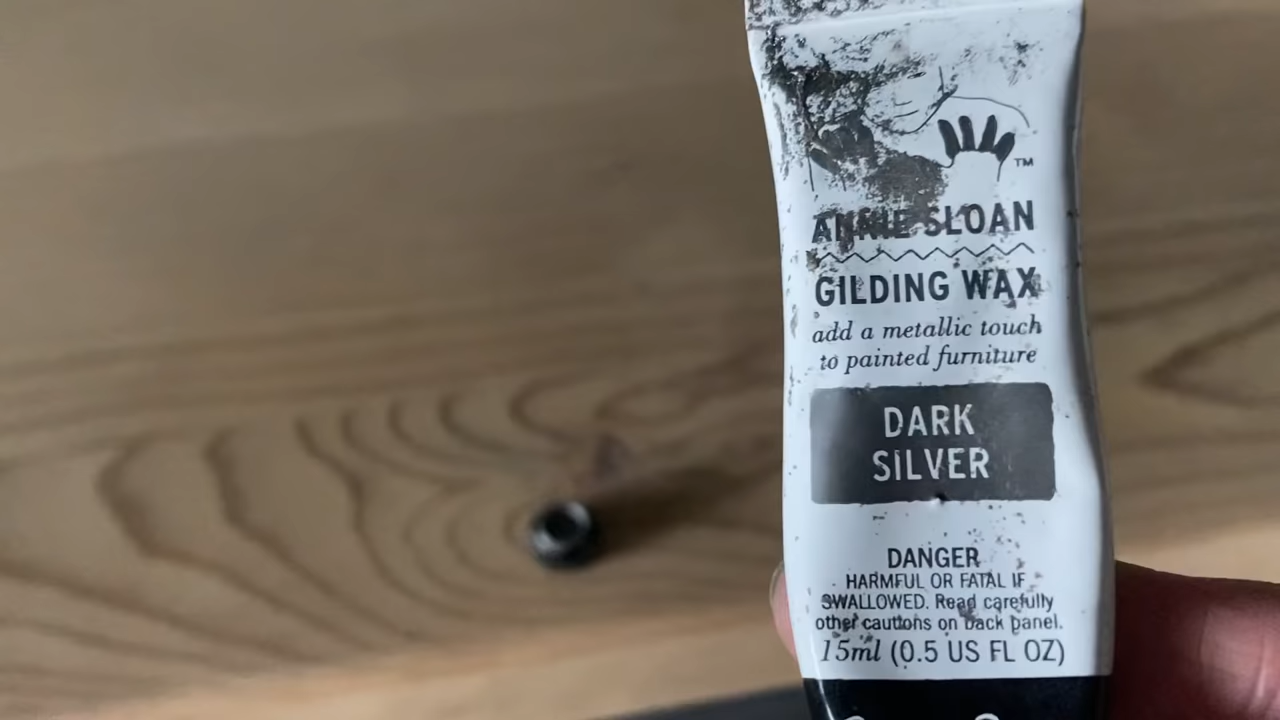 TM
ANNIE SLOAN
GILDING WAX
add a metallic touch
to painted furniture
DARK
SILVER
DANGER
HARMFUL OR FATAL IF
SWALLOWED. Read carefully
other cautions on back panel.
15ml (0.5 US FL OZ)